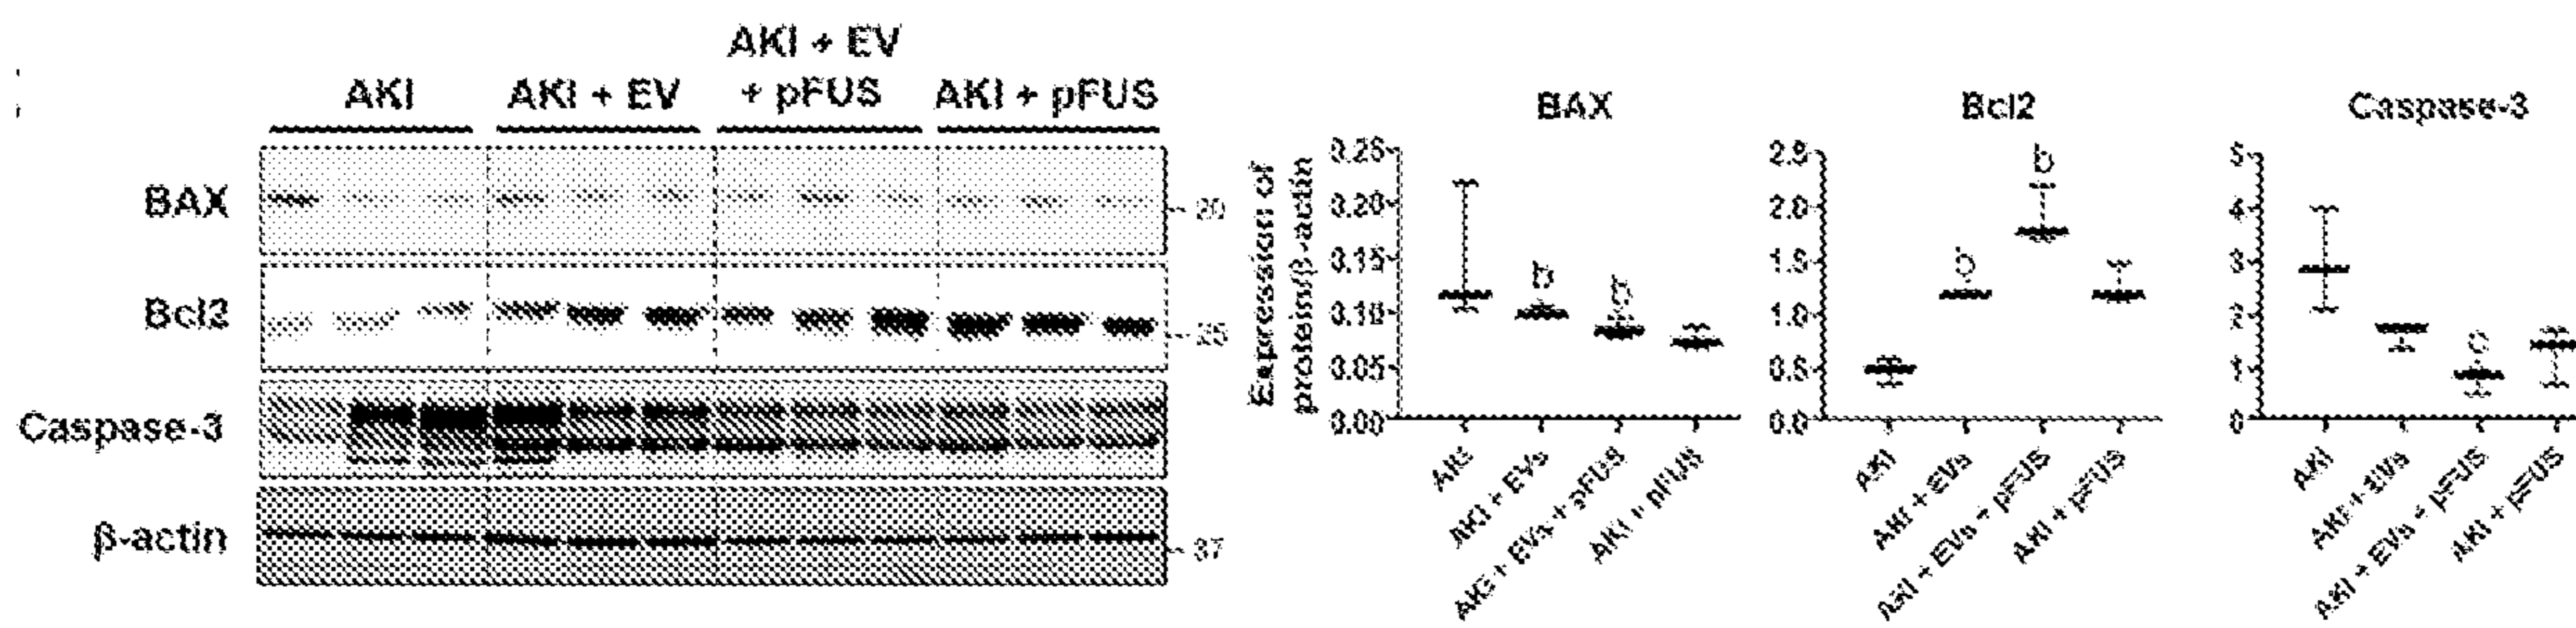 AKI
AKI + EV
AKI + EV
+ pFUS
AKI + pFUS
BAX
Bcl2
Caspase-3
β-actin
20
25
37
BAX
Expression of
protein/β-actin
0.25
0.20
0.15
0.10
0.05
0.00
b
AKI
AKI + EVs
AKI + EVs + pFUS
AKI + pFUS
Bcl2
2.5
2.0
1.5
1.0
0.5
0.0
b
b
AKI
AKI + EVs
AKI + EVs + pFUS
AKI + pFUS
Caspase-3
5
4
3
2
1
0
AKI
AKI + EVs
AKI + EVs + pFUS
AKI + pFUS